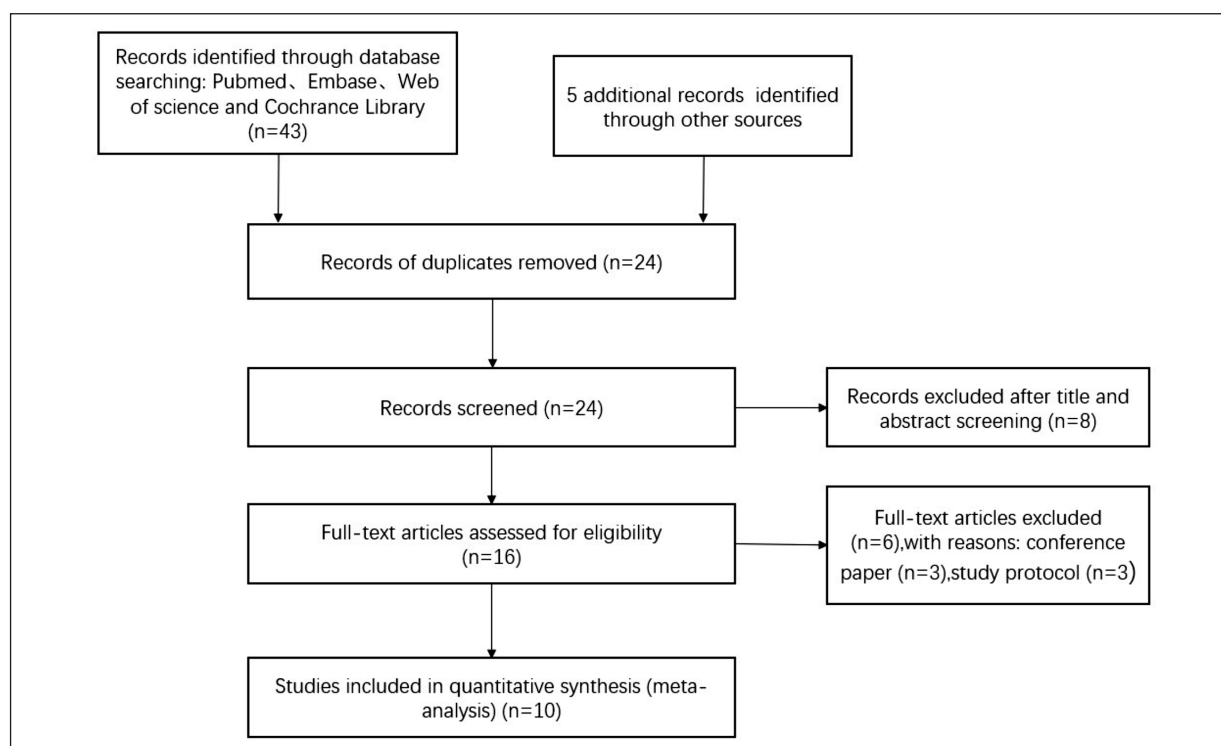 Records identified through database
searching: Pubmed、Embase、Web
of science and Cochrance Library
(n=43)
5 additional records identified
through other sources
Records of duplicates removed (n=24)
Records screened (n=24)
Records excluded after title and
abstract screening (n=8)
Full-text articles assessed for eligibility
(n=16)
Full-text articles excluded
(n=6),with reasons: conference
paper (n=3),study protocol (n=3)
Studies included in quantitative synthesis (meta-
analysis) (n=10)